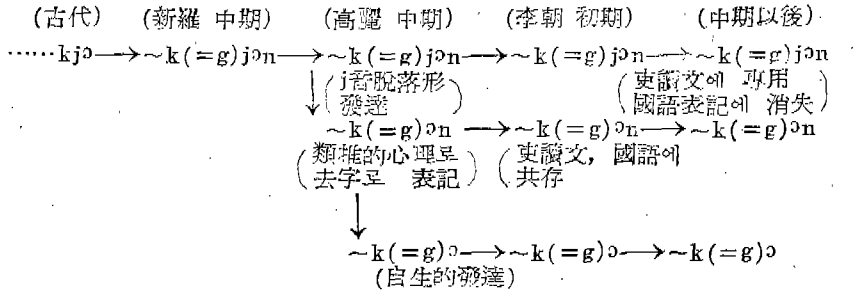 (古代) (新羅 中期) (高麗 中期) (李朝 初期) (中期以後)
……kjɔ→~k(=g)jɔn→~k(=g)jɔn→~k(=g)jɔn→~k(=g)jɔn
↓(j音脫落形 (吏讀文에 專用
發達) 國語表記에 消失)
~k(=g)ɔn→~k(=g)ɔn→~k(=g)ɔn
(類推的心理로 (吏讀文, 國語에
去字로 表記) 共存
↓
~k(=g)ɔ→~k(=g)ɔ→~k(=g)ɔ
(自生的發達)